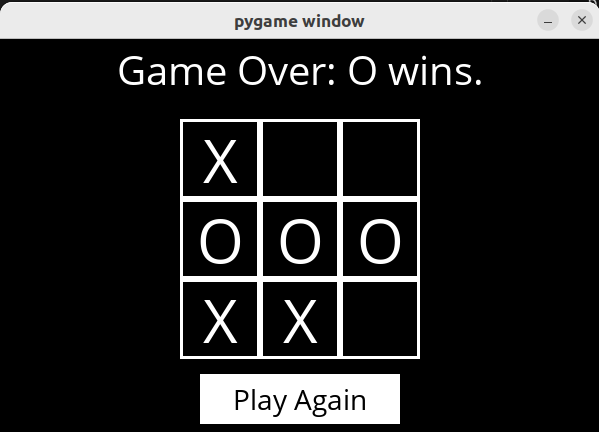 pygame window
Game Over: O wins.
X
O O O
X X
Play Again